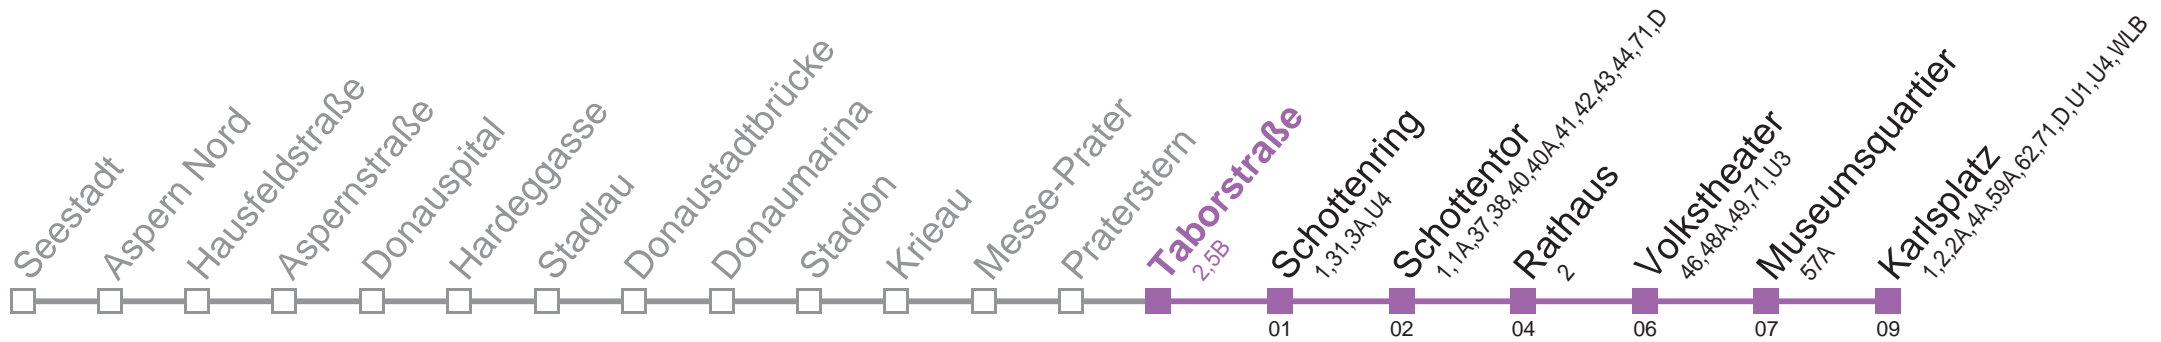 Seestadt
Aspern Nord
Hausfeldstraße
Aspernstraße
Donauspital
Hardeggasse
Stadlau
Donaustadtbrücke
Donaumarina
Stadion
Krieau
Messe-Prater
Praterstern
Taborstraße
2,5B
Schottenring
1,31,3A,U4
Schottentor
1,1A,37,38,40,40A,41,42,43,44,71,D
Rathaus
2
Volkstheater
46,48A,49,71,U3
Museumsquartier
57A
Karlsplatz
1,2,2A,4A,59A,62,71,D,U1,U4,WLB
01
02
04
06
07
09